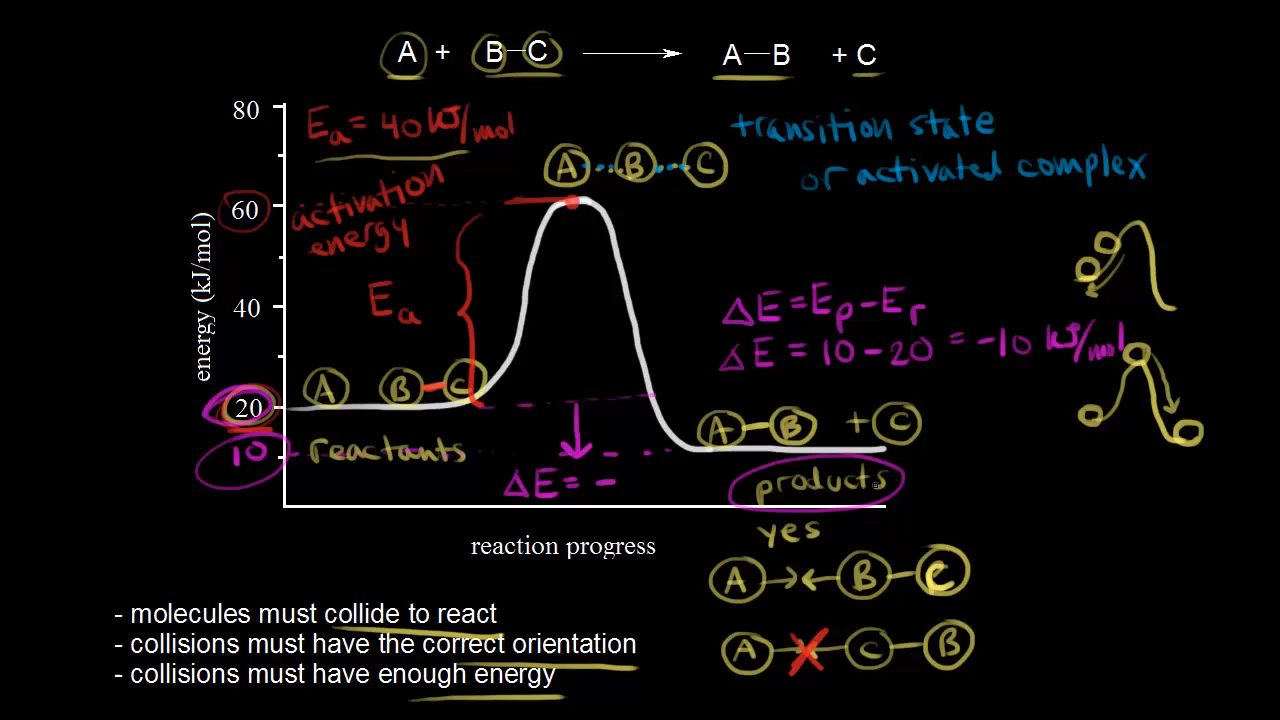 A + B—C → A—B + C
80
60
40
20
10
energy (kJ/mol)
Ea = 40 kJ/mol
activation
energy
Ea
A ... B ... C
transition state
or activated complex
ΔE = Ep - Er
ΔE = 10 - 20 = -10 kJ/mol
A B—C
reactants
ΔE = -
A—B + C
products
reaction progress
yes
A → ← B—C
A — X — C—B
- molecules must collide to react
- collisions must have the correct orientation
- collisions must have enough energy